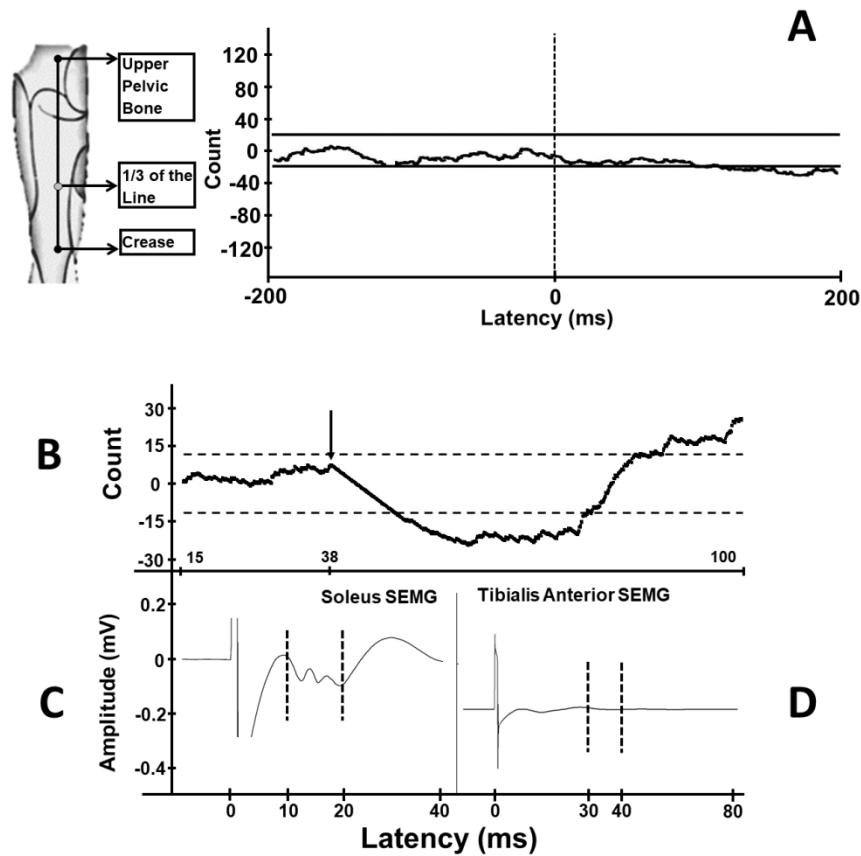 A
Upper
Pelvic
Bone
1/3 of the
Line
Crease
Count
120
80
40
0
-40
-80
-120
-200
0
200
Latency (ms)
B
Count
30
15
0
-15
-30
15
38
100
Soleus SEMG
Tibialis Anterior SEMG
C
D
Amplitude (mV)
0.2
0
-0.2
-0.4
0
10
20
40
0
30
40
80
Latency (ms)